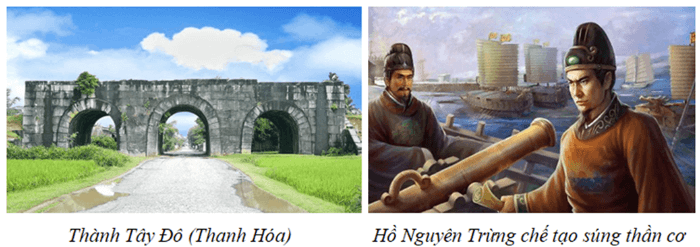 Thành Tây Đô (Thanh Hóa)
Hồ Nguyên Trừng chế tạo súng thần cơ